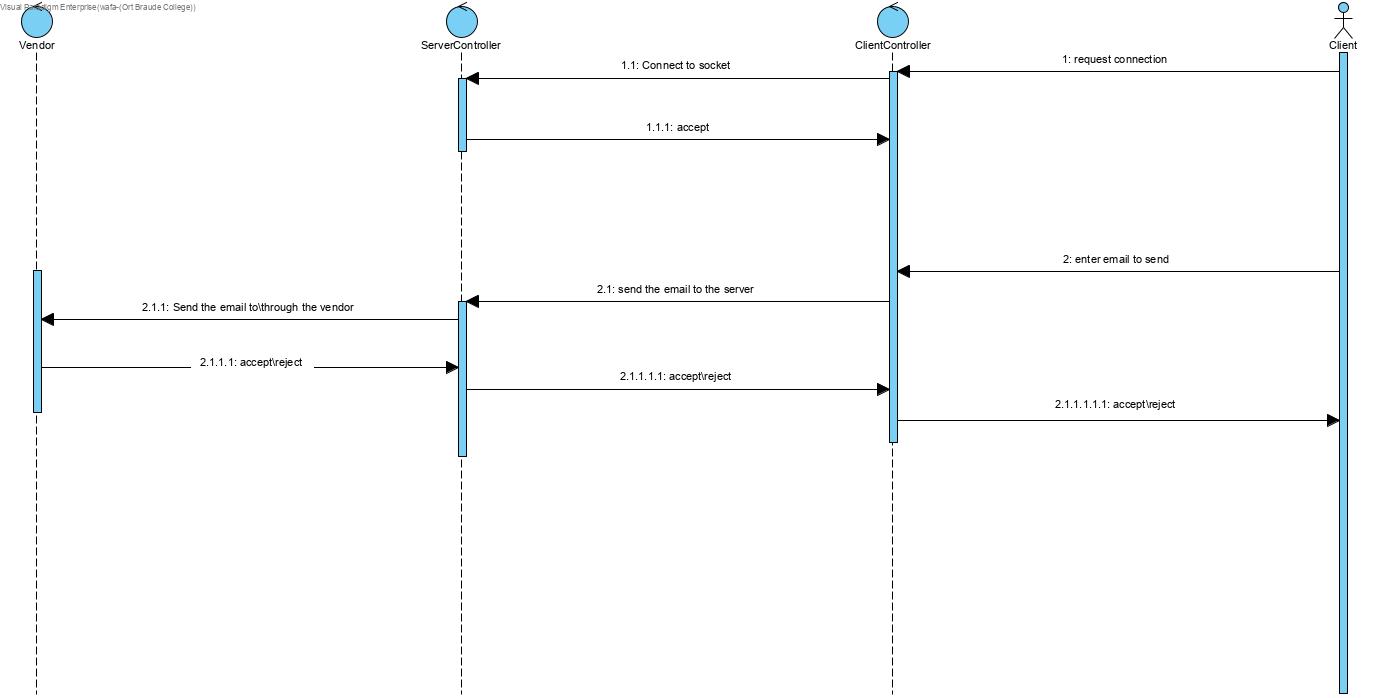 Visual Paradigm Enterprise(wafa-(Ort Braude College))
Vendor
ServerController
ClientController
Client
1: request connection
1.1: Connect to socket
1.1.1: accept
2: enter email to send
2.1: send the email to the server
2.1.1: Send the email to\through the vendor
2.1.1.1: accept\reject
2.1.1.1.1: accept\reject
2.1.1.1.1.1: accept\reject